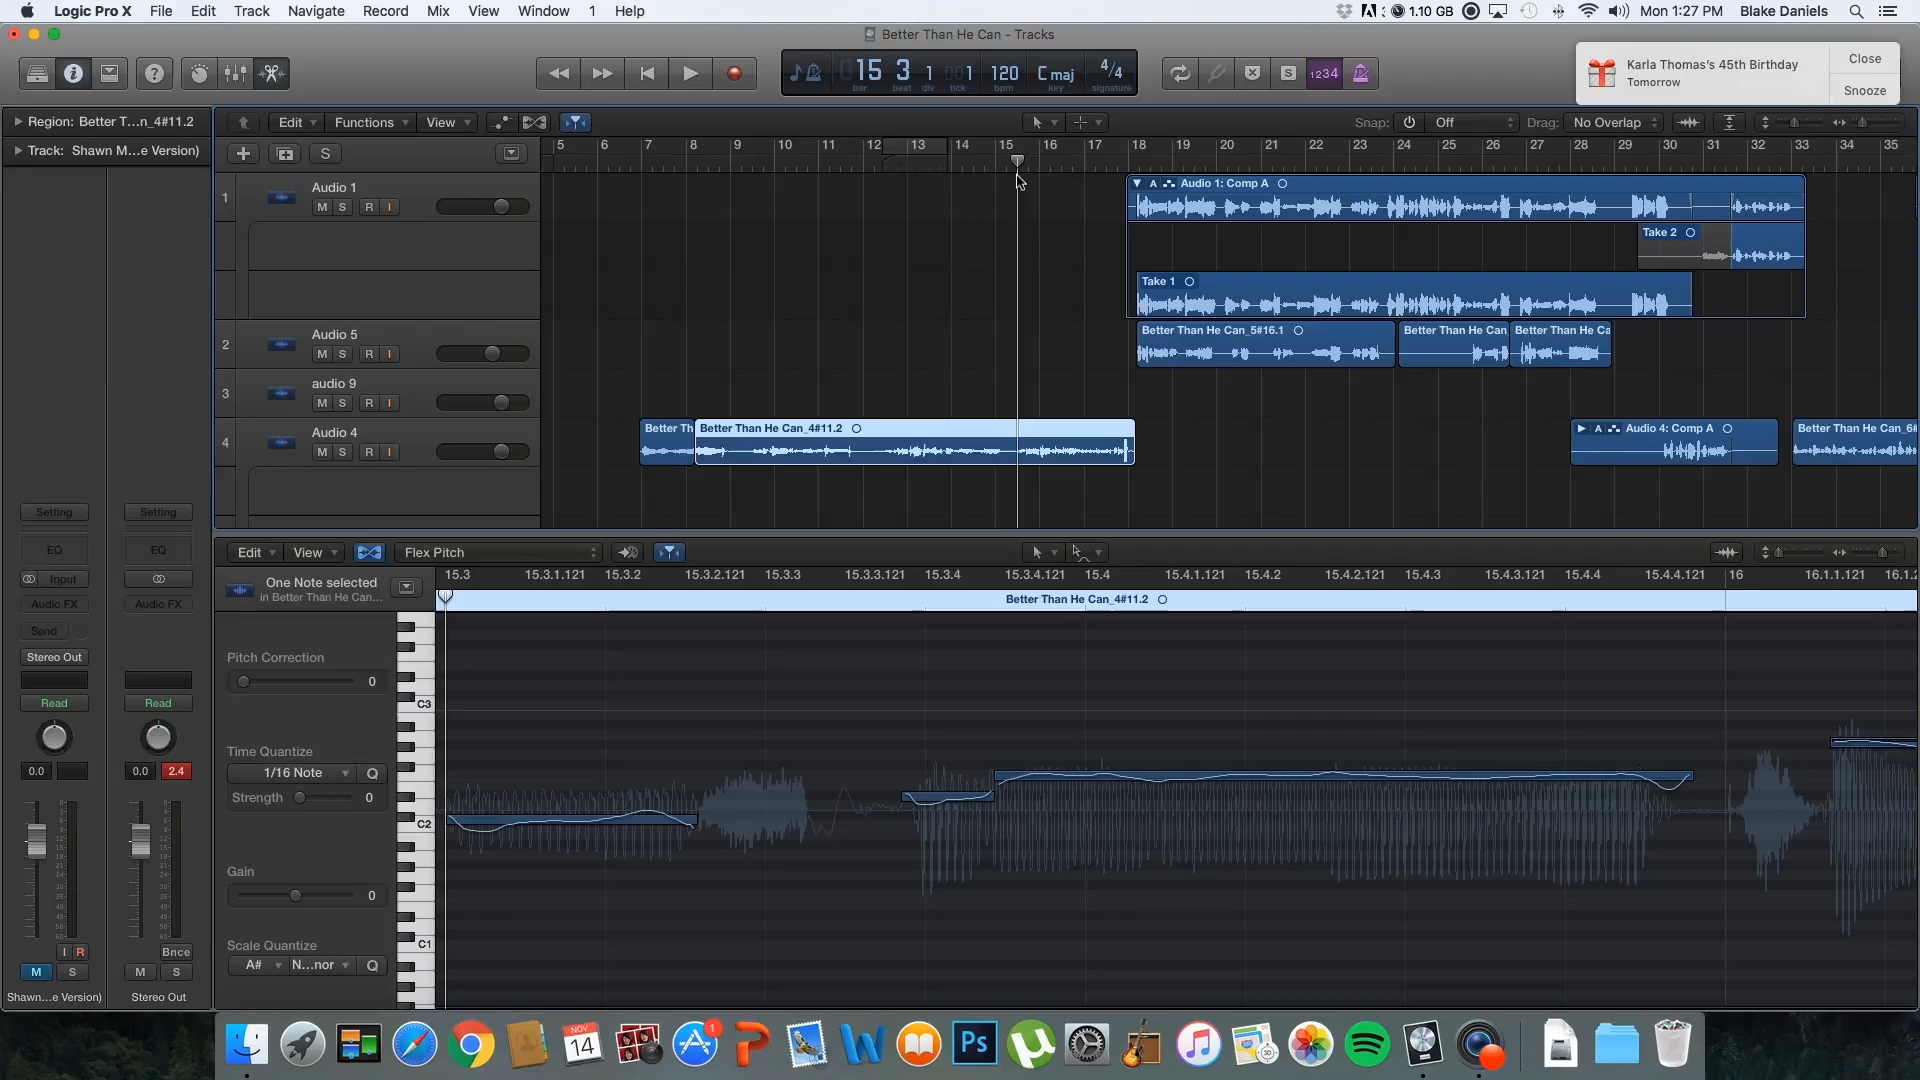 Logic Pro X File Edit Track Navigate Record Mix View Window 1 Help 1.10 GB Mon 1:27 PM Blake Daniels
Better Than He Can - Tracks
15 3 1 001 120 C maj 4/4
bar beat div tick bpm key signature
1234
Karla Thomas's 45th Birthday
Tomorrow
Close
Snooze
Region: Better T...n_4#11.2
Track: Shawn M...e Version)
Edit Functions View Snap: Off Drag: No Overlap
5 6 7 8 9 10 11 12 13 14 15 16 17 18 19 20 21 22 23 24 25 26 27 28 29 30 31 32 33 34 35
S
1 Audio 1
M S R I
A Audio 1: Comp A
Take 2
Take 1
2 Audio 5
M S R I
Better Than He Can_5#16.1 Better Than He Can Better Than He Ca
3 audio 9
M S R I
4 Audio 4
M S R I
Better Th Better Than He Can_4#11.2 A Audio 4: Comp A Better Than He Can_6#
Setting Setting
EQ EQ
Input
Audio FX Audio FX
Send
Stereo Out
Read Read
0.0 0.0 2.4
I R Bnce
M S M S
Shawn...e Version) Stereo Out
Edit View Flex Pitch
15.3 15.3.1.121 15.3.2 15.3.2.121 15.3.3 15.3.3.121 15.3.4 15.3.4.121 15.4 15.4.1.121 15.4.2 15.4.2.121 15.4.3 15.4.3.121 15.4.4 15.4.4.121 16 16.1.1.121 16.1.2
One Note selected
in Better Than He Can...
Better Than He Can_4#11.2
Pitch Correction
0
Time Quantize
1/16 Note Q
Strength 0
Gain
0
Scale Quantize
A# N...nor Q
C3
C2
C1
NOV
14
1
Ps